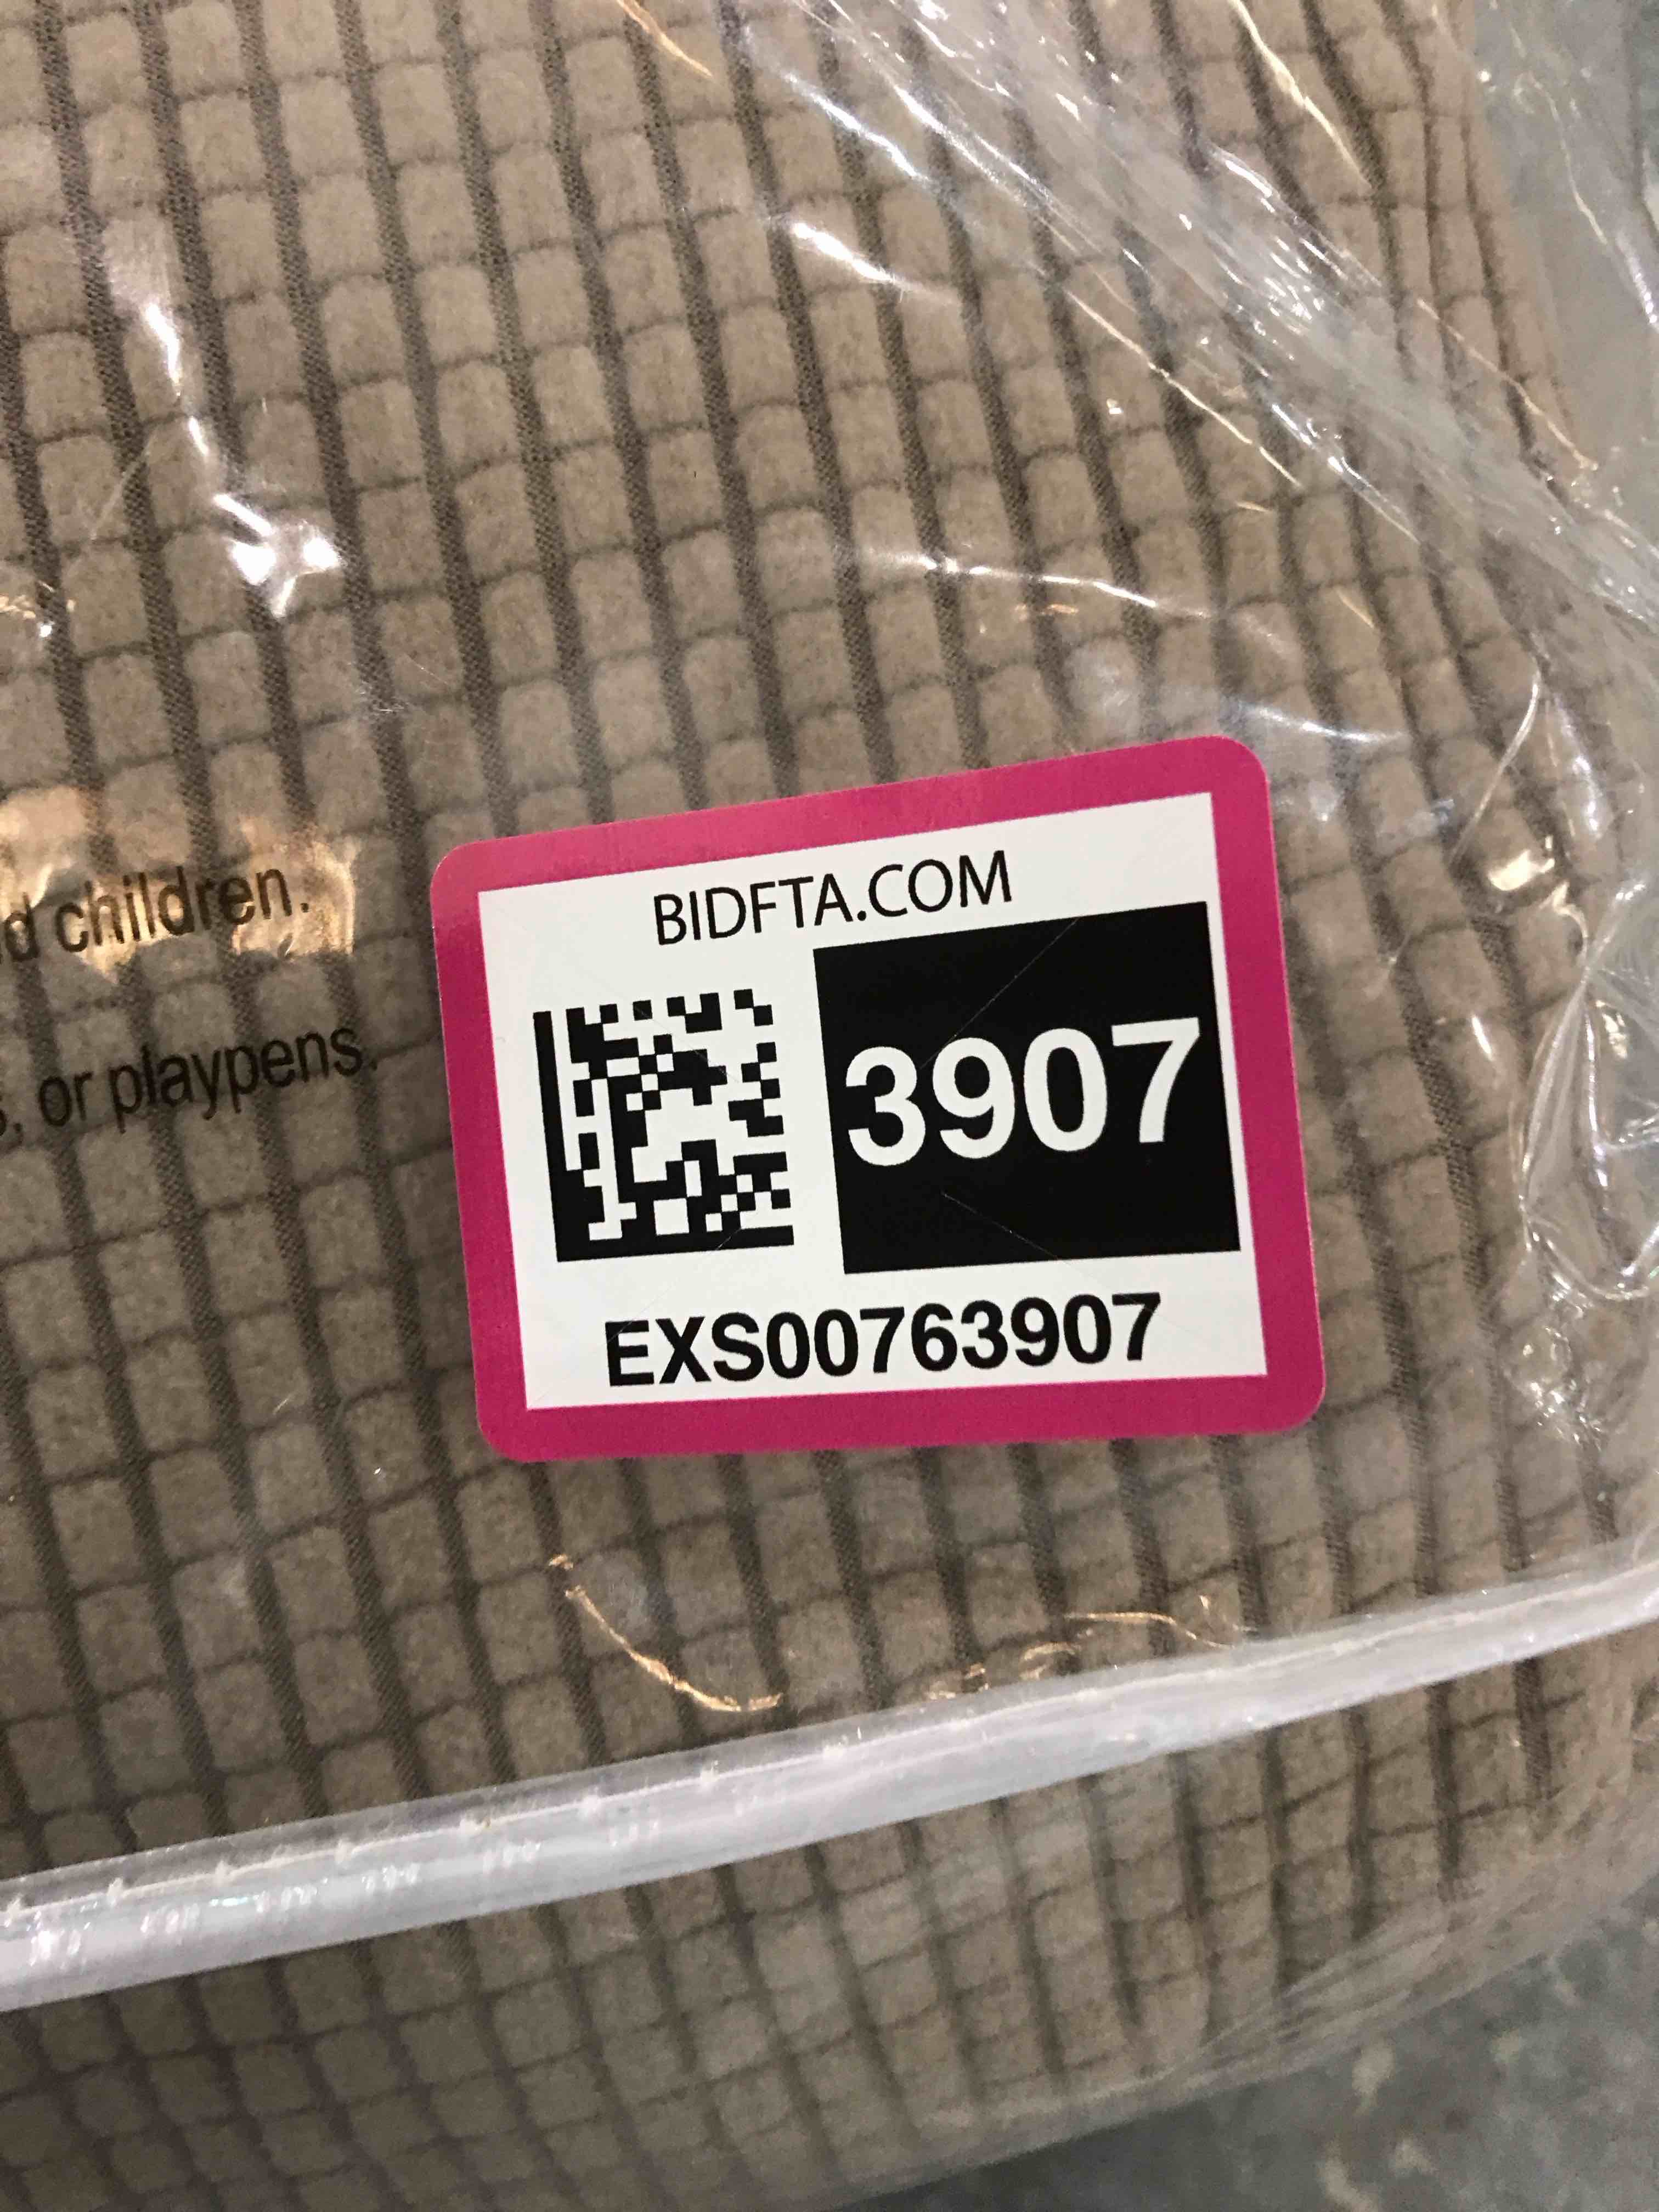 d children.
, or playpens.
BIDFTA.COM
3907
EXS00763907